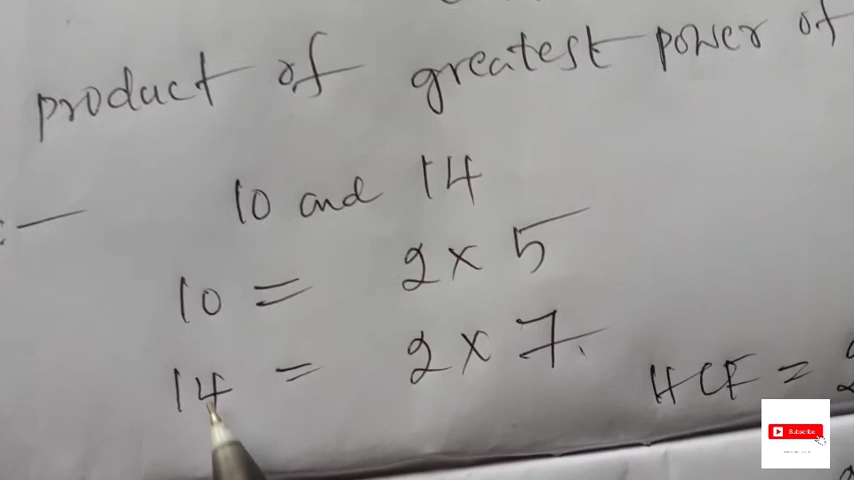 product of greatest power of
:- 10 and 14
10 = 2 x 5
14 = 2 x 7.
HCF =
Subscribe